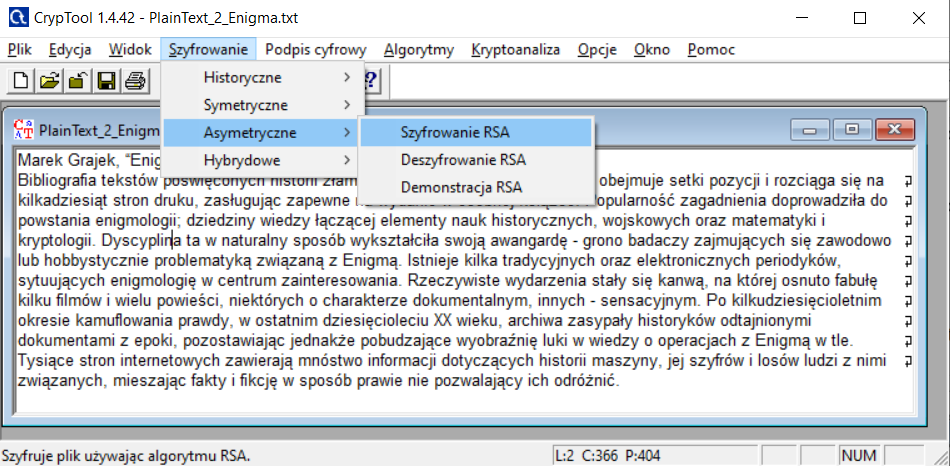 CrypTool 1.4.42 - PlainText_2_Enigma.txt
Plik Edycja Widok Szyfrowanie Podpis cyfrowy Algorytmy Kryptoanaliza Opcje Okno Pomoc
Historyczne
Symetryczne
Asymetryczne
Hybrydowe
Szyfrowanie RSA
Deszyfrowanie RSA
Demonstracja RSA
PlainText_2_Enigm
Marek Grajek, “Enig
Bibliografia tekstów poświęconych historii złam obejmuje setki pozycji i rozciąga się na
kilkadziesiąt stron druku, zasługując zapewne popularność zagadnienia doprowadziła do
powstania enigmologii; dziedziny wiedzy łączącej elementy nauk historycznych, wojskowych oraz matematyki i
kryptologii. Dyscyplina ta w naturalny sposób wykształciła swoją awangardę - grono badaczy zajmujących się zawodowo
lub hobbystycznie problematyką związaną z Enigmą. Istnieje kilka tradycyjnych oraz elektronicznych periodyków,
sytuujących enigmologię w centrum zainteresowania. Rzeczywiste wydarzenia stały się kanwą, na której osnuto fabułę
kilku filmów i wielu powieści, niektórych o charakterze dokumentalnym, innych - sensacyjnym. Po kilkudziesięcioletnim
okresie kamuflowania prawdy, w ostatnim dziesięcioleciu XX wieku, archiwa zasypały historyków odtajnionymi
dokumentami z epoki, pozostawiając jednakże pobudzające wyobraźnię luki w wiedzy o operacjach z Enigmą w tle.
Tysiące stron internetowych zawierają mnóstwo informacji dotyczących historii maszyny, jej szyfrów i losów ludzi z nimi
związanych, mieszając fakty i fikcję w sposób prawie nie pozwalający ich odróżnić.
Szyfruje plik używając algorytmu RSA. L:2 C:366 P:404 NUM